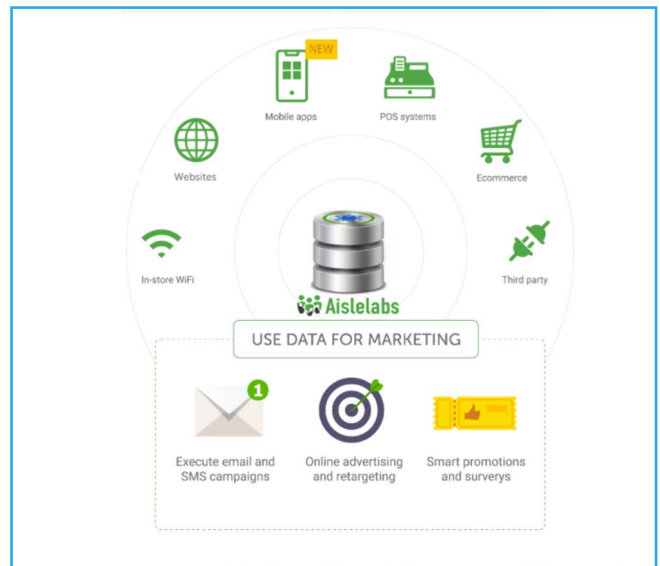 NEW
Mobile apps
POS systems
Websites
Ecommerce
In-store WiFi
Third party
Aislelabs
USE DATA FOR MARKETING
1
Execute email and
SMS campaigns
Online advertising
and retargeting
Smart promotions
and surverys